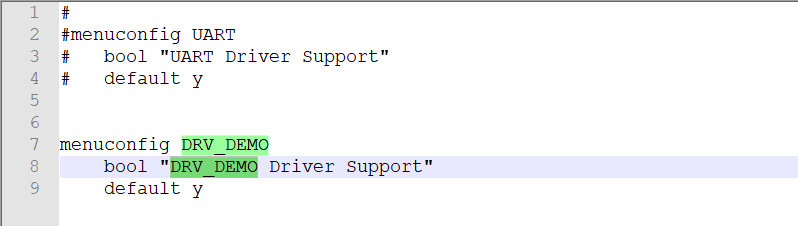 1 #
2 #menuconfig UART
3 #   bool "UART Driver Support"
4 #   default y
5
6
7 menuconfig DRV_DEMO
8     bool "DRV_DEMO Driver Support"
9     default y